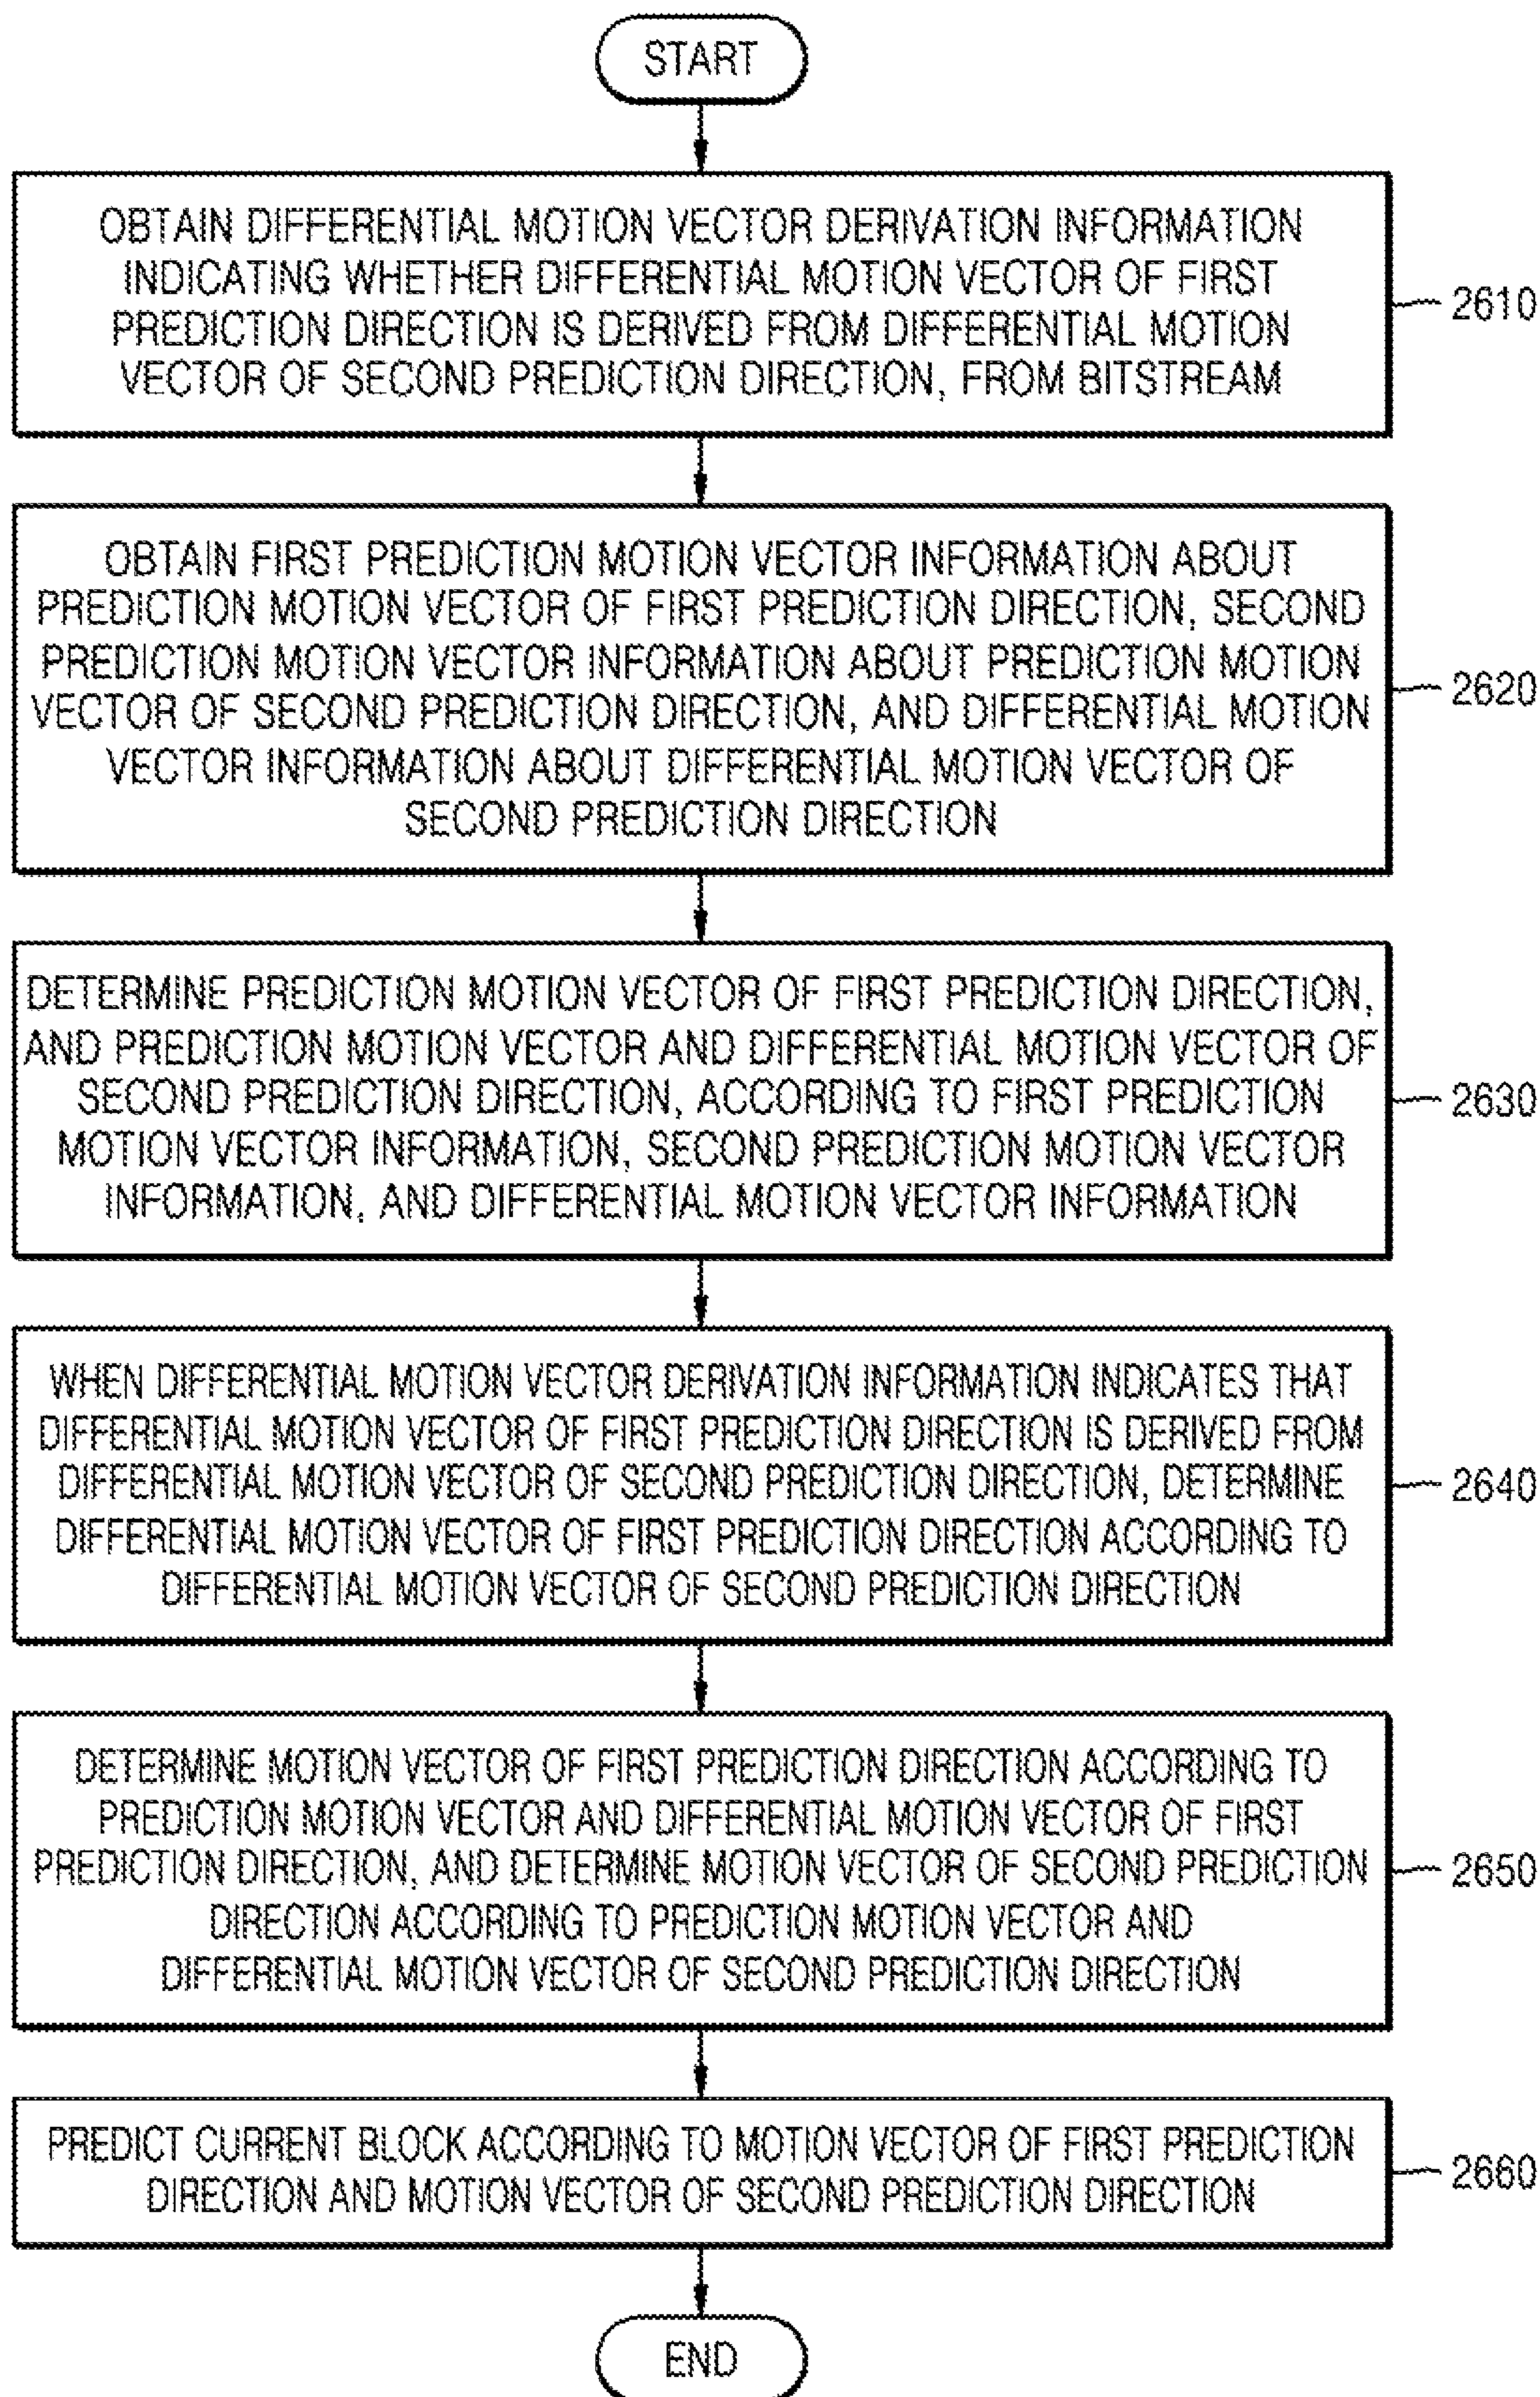 START
OBTAIN DIFFERENTIAL MOTION VECTOR DERIVATION INFORMATION
INDICATING WHETHER DIFFERENTIAL MOTION VECTOR OF FIRST
PREDICTION DIRECTION IS DERIVED FROM DIFFERENTIAL MOTION
VECTOR OF SECOND PREDICTION DIRECTION, FROM BITSTREAM
2610
OBTAIN FIRST PREDICTION MOTION VECTOR INFORMATION ABOUT
PREDICTION MOTION VECTOR OF FIRST PREDICTION DIRECTION, SECOND
PREDICTION MOTION VECTOR INFORMATION ABOUT PREDICTION MOTION
VECTOR OF SECOND PREDICTION DIRECTION, AND DIFFERENTIAL MOTION
VECTOR INFORMATION ABOUT DIFFERENTIAL MOTION VECTOR OF
SECOND PREDICTION DIRECTION
2620
DETERMINE PREDICTION MOTION VECTOR OF FIRST PREDICTION DIRECTION,
AND PREDICTION MOTION VECTOR AND DIFFERENTIAL MOTION VECTOR OF
SECOND PREDICTION DIRECTION, ACCORDING TO FIRST PREDICTION
MOTION VECTOR INFORMATION, SECOND PREDICTION MOTION VECTOR
INFORMATION, AND DIFFERENTIAL MOTION VECTOR INFORMATION
2630
WHEN DIFFERENTIAL MOTION VECTOR DERIVATION INFORMATION INDICATES THAT
DIFFERENTIAL MOTION VECTOR OF FIRST PREDICTION DIRECTION IS DERIVED FROM
DIFFERENTIAL MOTION VECTOR OF SECOND PREDICTION DIRECTION, DETERMINE
DIFFERENTIAL MOTION VECTOR OF FIRST PREDICTION DIRECTION ACCORDING TO
DIFFERENTIAL MOTION VECTOR OF SECOND PREDICTION DIRECTION
2640
DETERMINE MOTION VECTOR OF FIRST PREDICTION DIRECTION ACCORDING TO
PREDICTION MOTION VECTOR AND DIFFERENTIAL MOTION VECTOR OF FIRST
PREDICTION DIRECTION, AND DETERMINE MOTION VECTOR OF SECOND PREDICTION
DIRECTION ACCORDING TO PREDICTION MOTION VECTOR AND
DIFFERENTIAL MOTION VECTOR OF SECOND PREDICTION DIRECTION
2650
PREDICT CURRENT BLOCK ACCORDING TO MOTION VECTOR OF FIRST PREDICTION
DIRECTION AND MOTION VECTOR OF SECOND PREDICTION DIRECTION
2660
END